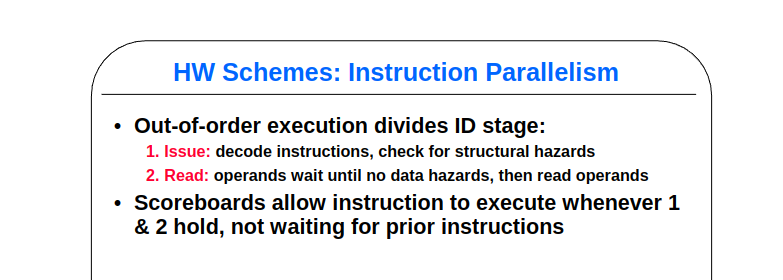 HW Schemes: Instruction Parallelism
• Out-of-order execution divides ID stage:
1. Issue: decode instructions, check for structural hazards
2. Read: operands wait until no data hazards, then read operands
• Scoreboards allow instruction to execute whenever 1
& 2 hold, not waiting for prior instructions